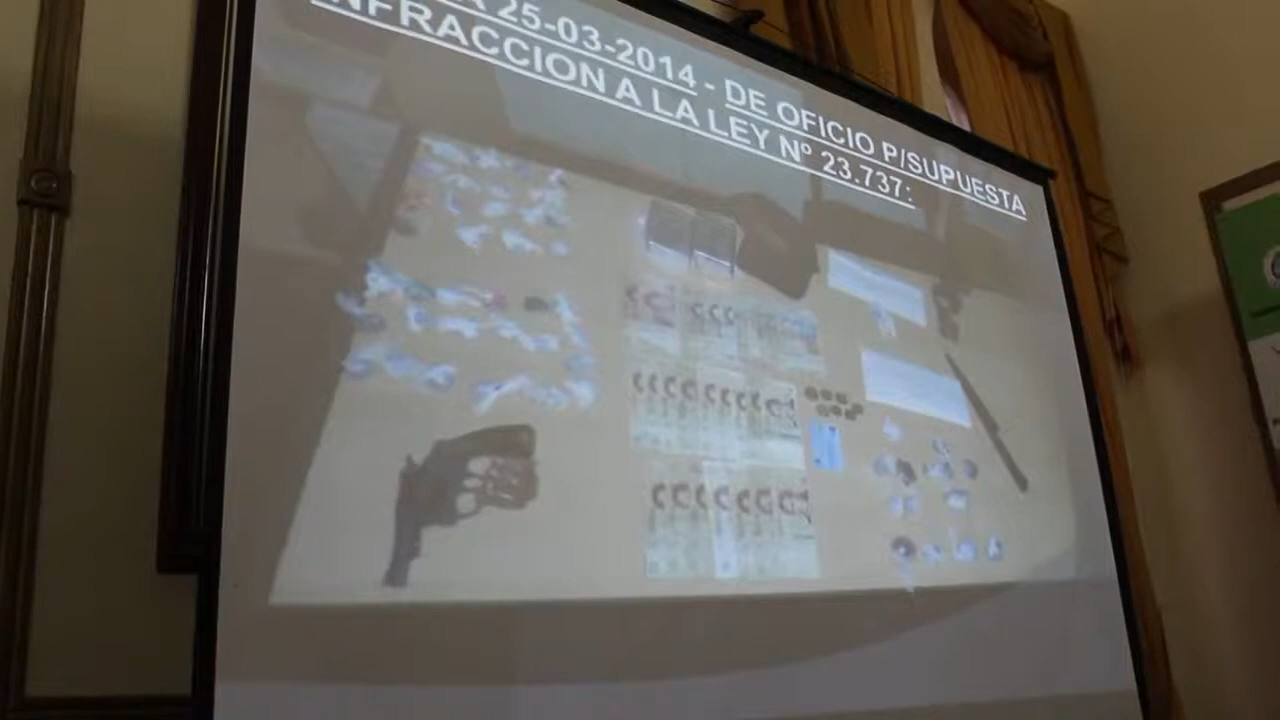 A 25-03-2014 - DE OFICIO P/SUPUESTA
INFRACCION A LA LEY Nº 23.737: